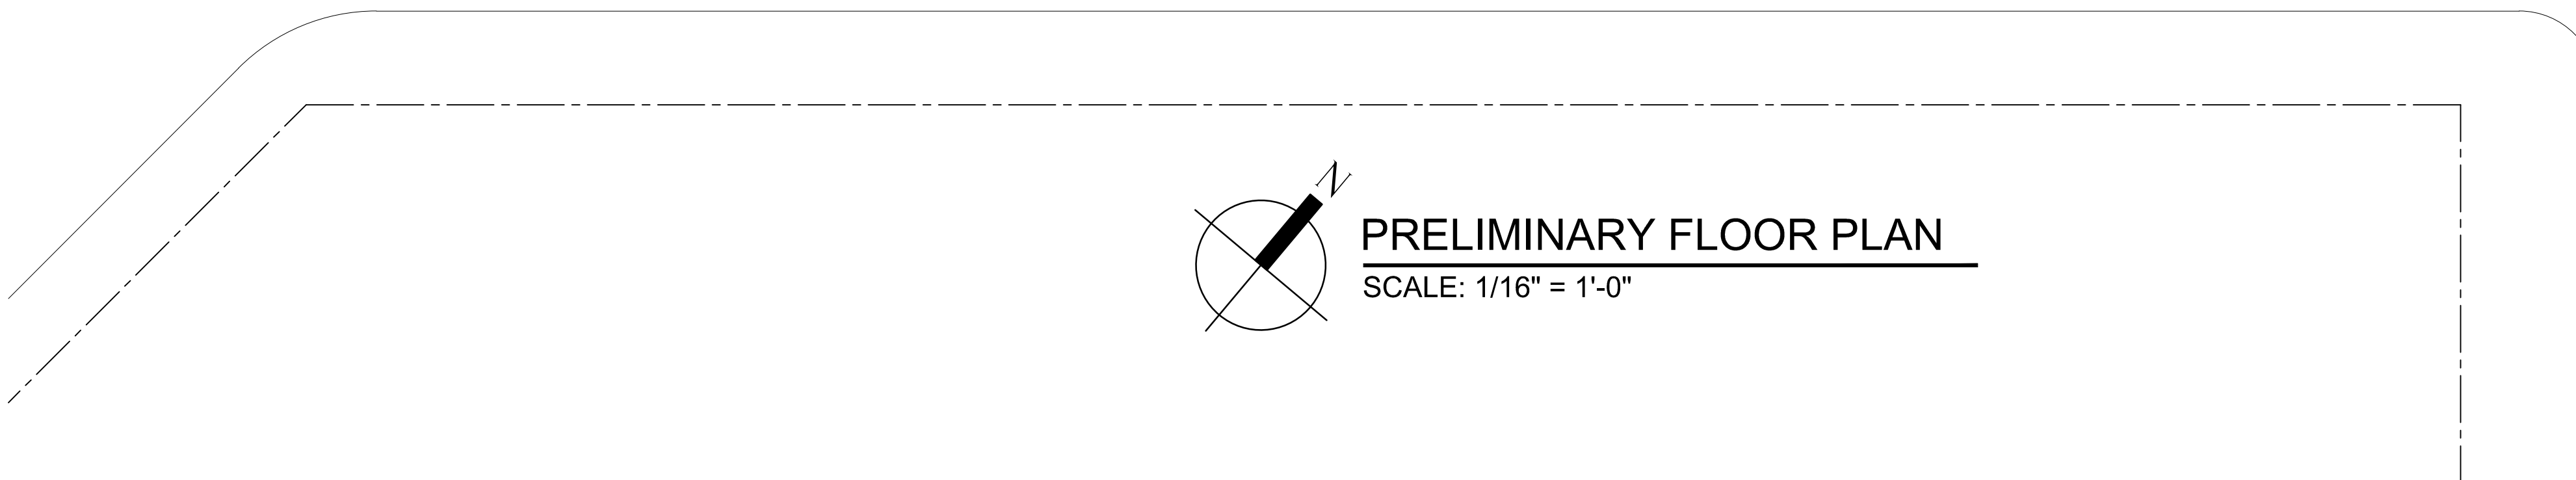 N
PRELIMINARY FLOOR PLAN
SCALE: 1/16" = 1'-0"